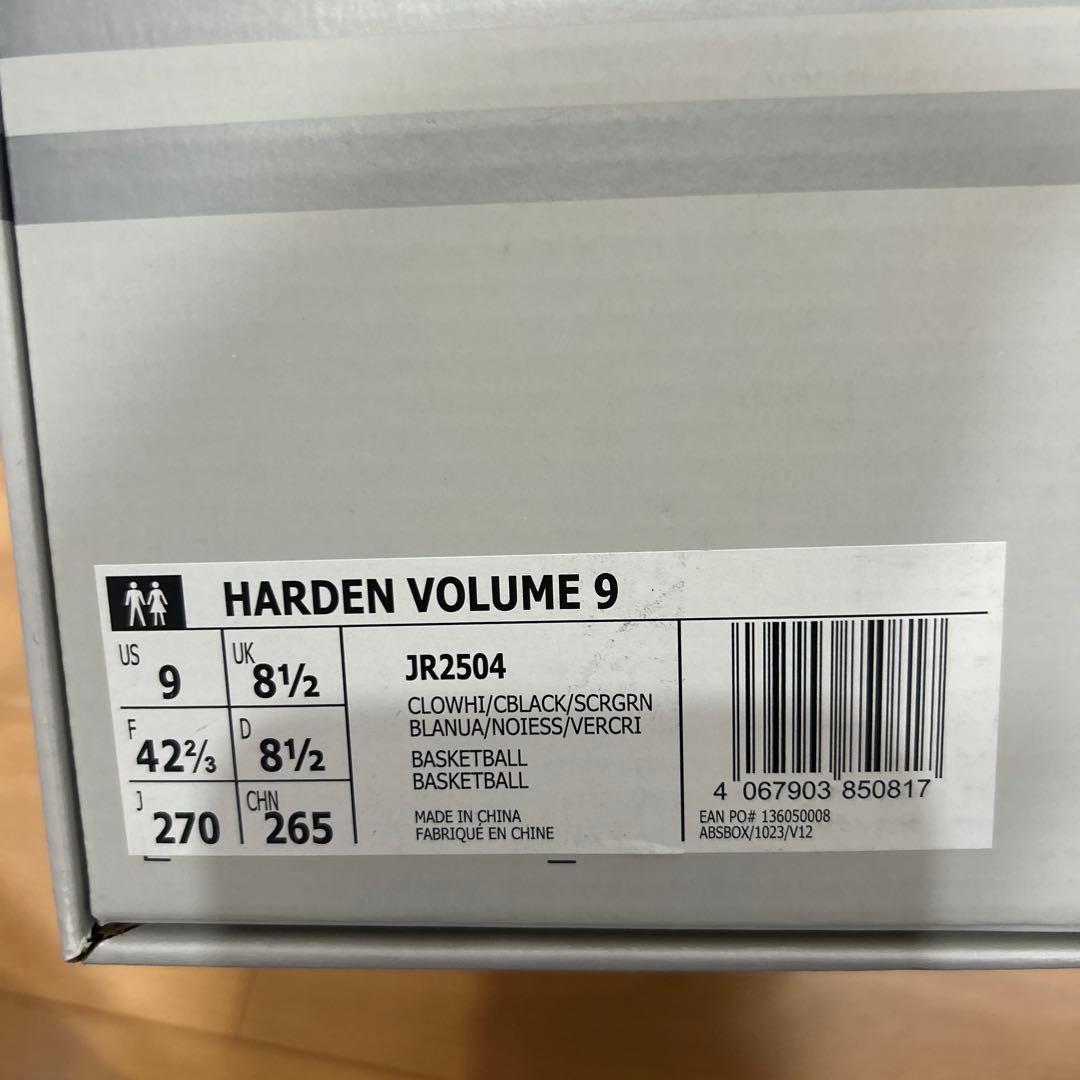 HARDEN VOLUME 9
US 9
UK 8½
F 42⅔
D 8½
J 270
CHN 265
JR2504
CLOWHI/CBLACK/SCRGRN
BLANUA/NOIESS/VERCRI
BASKETBALL
BASKETBALL
MADE IN CHINA
FABRIQUÉ EN CHINE
4 067903 850817
EAN PO# 136050008
ABSBOX/1023/V12